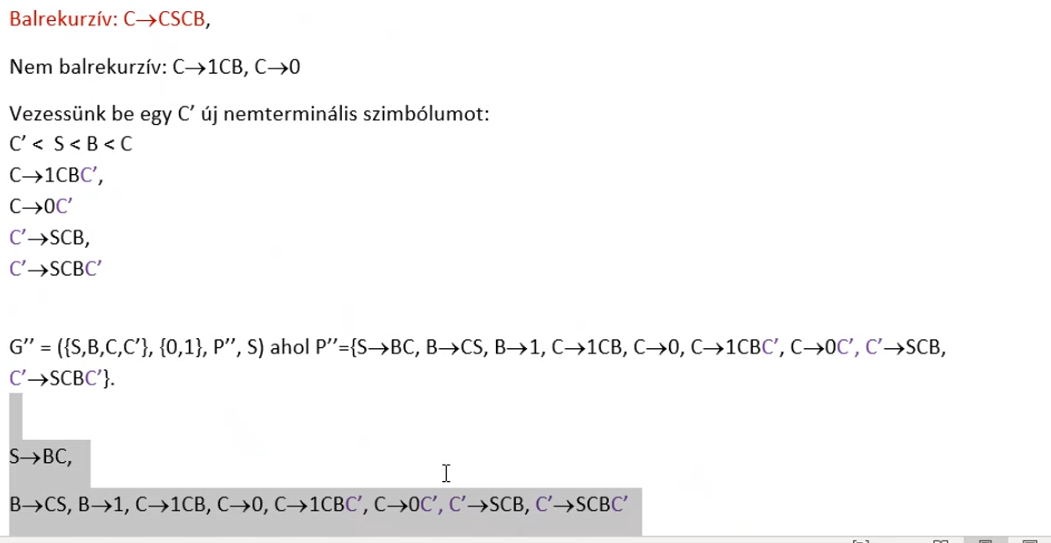 Balrekurzív: C→CSCB,
Nem balrekurzív: C→1CB, C→0
Vezessünk be egy C’ új nemterminális szimbólumot:
C’ < S < B < C
C→1CBC’,
C→0C’
C’→SCB,
C’→SCBC’
G’’ = ({S,B,C,C’}, {0,1}, P’’, S) ahol P’’={S→BC, B→CS, B→1, C→1CB, C→0, C→1CBC’, C→0C’, C’→SCB,
C’→SCBC’}.
S→BC,
B→CS, B→1, C→1CB, C→0, C→1CBC’, C→0C’, C’→SCB, C’→SCBC’